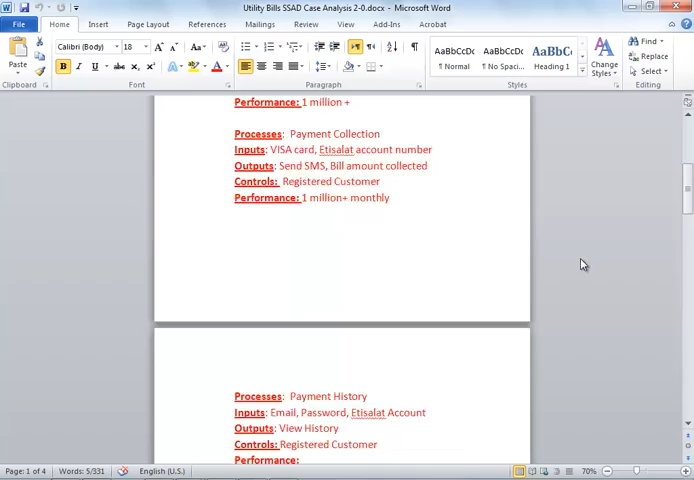 Utility Bills SSAD Case Analysis 2-0.docx - Microsoft Word
File Home Insert Page Layout References Mailings Review View Add-Ins Acrobat
Calibri (Body) 18
Paste
B I U abc x₂ x²
AaBbCcDc AaBbCcDc AaBbCc
¶ Normal ¶ No Spaci... Heading 1
Change Styles
Find
Replace
Select
Clipboard Font Paragraph Styles Editing
Performance: 1 million +
Processes: Payment Collection
Inputs: VISA card, Etisalat account number
Outputs: Send SMS, Bill amount collected
Controls: Registered Customer
Performance: 1 million+ monthly
Processes: Payment History
Inputs: Email, Password, Etisalat Account
Outputs: View History
Controls: Registered Customer
Performance:
Page: 1 of 4 Words: 5/331 English (U.S.) 70%